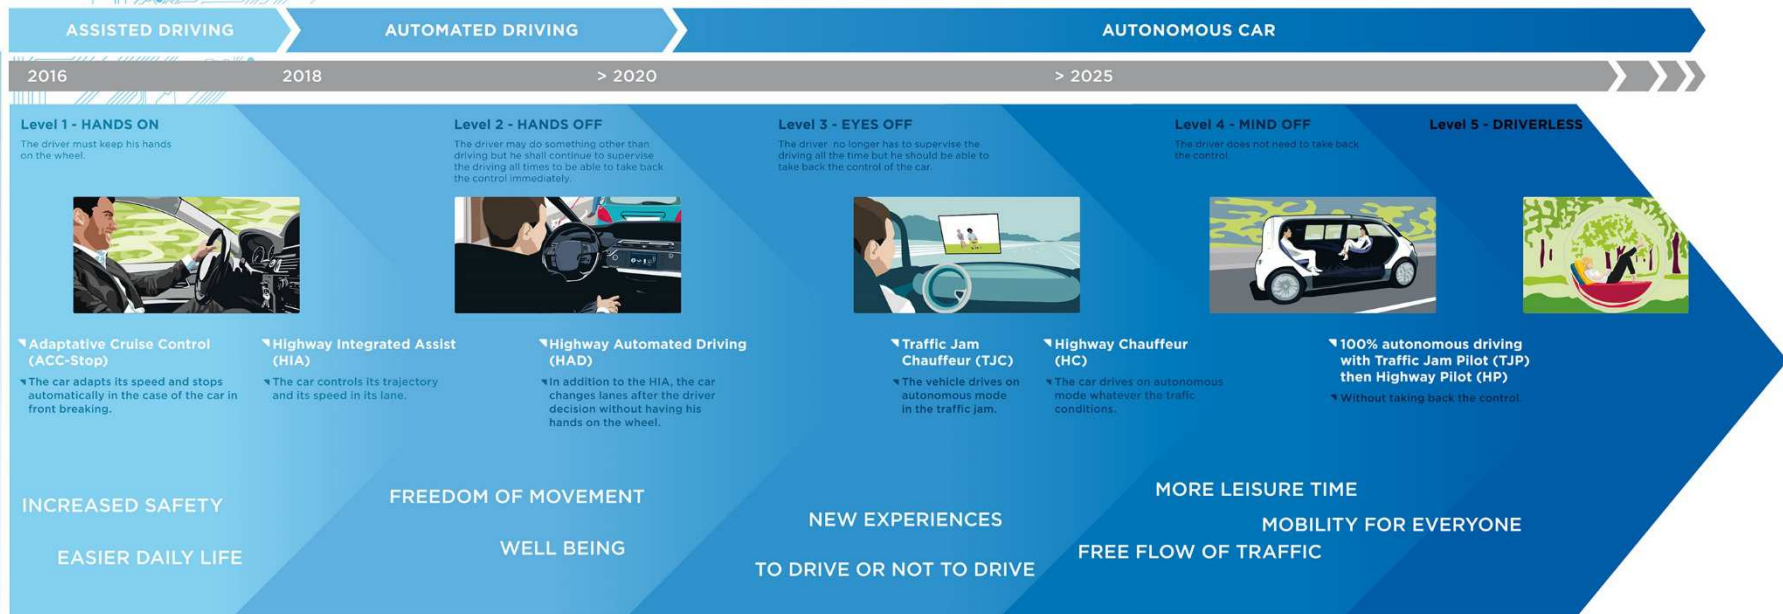 ASSISTED DRIVING
AUTOMATED DRIVING
AUTONOMOUS CAR
2016
2018
> 2020
> 2025
Level 1 - HANDS ON
The driver must keep his hands
on the wheel.
Level 2 - HANDS OFF
The driver may do something other than
driving but he shall continue to supervise
the driving all times to be able to take back
the control immediately.
Level 3 - EYES OFF
The driver no longer has to supervise the
driving all the time but he should be able to
take back the control of the car.
Level 4 - MIND OFF
The driver does not need to take back
the control.
Level 5 - DRIVERLESS
Adaptative Cruise Control
(ACC-Stop)
The car adapts its speed and stops
automatically in the case of the car in
front breaking.
Highway Integrated Assist
(HIA)
The car controls its trajectory
and its speed in its lane.
Highway Automated Driving
(HAD)
In addition to the HIA, the car
changes lanes after the driver
decision without having his
hands on the wheel.
Traffic Jam
Chauffeur (TJC)
The vehicle drives on
autonomous mode
in the traffic jam.
Highway Chauffeur
(HC)
The car drives on autonomous
mode whatever the trafic
conditions.
100% autonomous driving
with Traffic Jam Pilot (TJP)
then Highway Pilot (HP)
Without taking back the control.
INCREASED SAFETY
EASIER DAILY LIFE
FREEDOM OF MOVEMENT
WELL BEING
NEW EXPERIENCES
TO DRIVE OR NOT TO DRIVE
MORE LEISURE TIME
MOBILITY FOR EVERYONE
FREE FLOW OF TRAFFIC